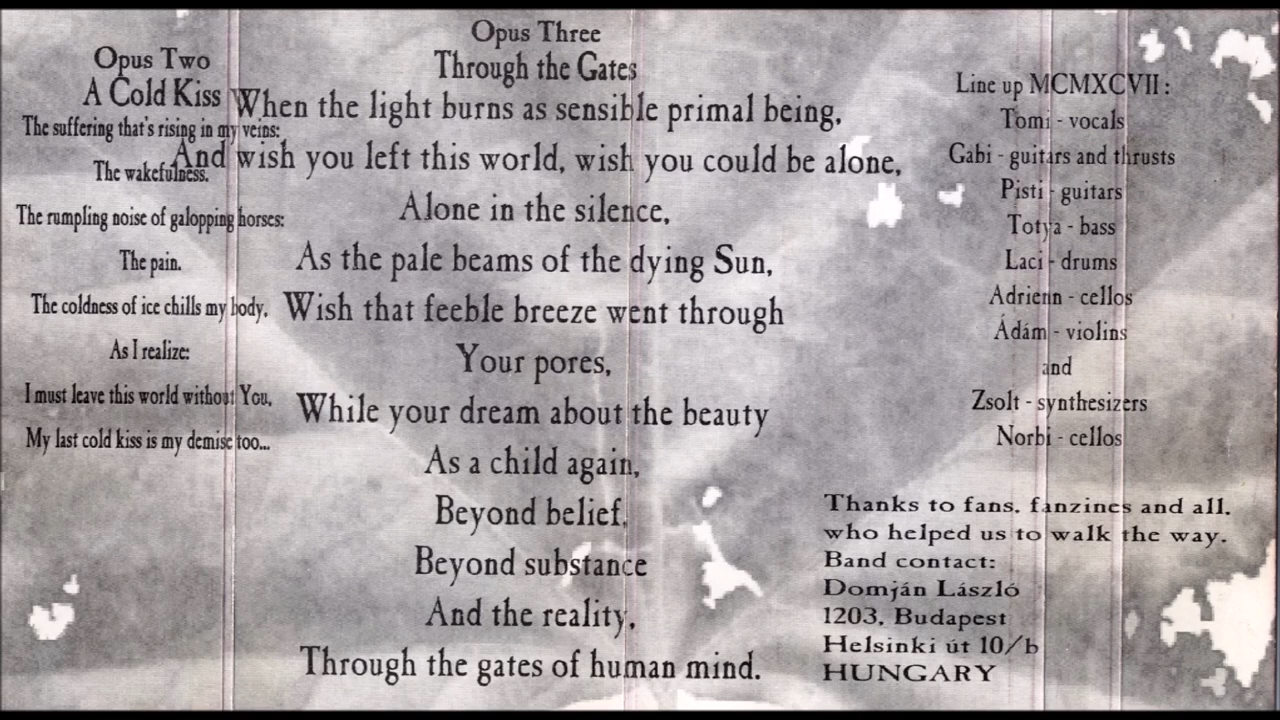 Opus Two
A Cold Kiss
The suffering that's rising in my veins:
The wakefulness.
The rumpling noise of galopping horses:
The pain.
The coldness of ice chills my body.
As I realize:
I must leave this world without You,
My last cold kiss is my demise too...
Opus Three
Through the Gates
When the light burns as sensible primal being,
And wish you left this world, wish you could be alone,
Alone in the silence,
As the pale beams of the dying Sun,
Wish that feeble breeze went through
Your pores,
While your dream about the beauty
As a child again,
Beyond belief,
Beyond substance
And the reality,
Through the gates of human mind.
Line up MCMXCVII:
Tomi - vocals
Gabi - guitars and thrusts
Pisti - guitars
Totya - bass
Laci - drums
Adrienn - cellos
Ádám - violins
and
Zsolt - synthesizers
Norbi - cellos
Thanks to fans, fanzines and all,
who helped us to walk the way.
Band contact:
Domján László
1203, Budapest
Helsinki út 10/b
HUNGARY